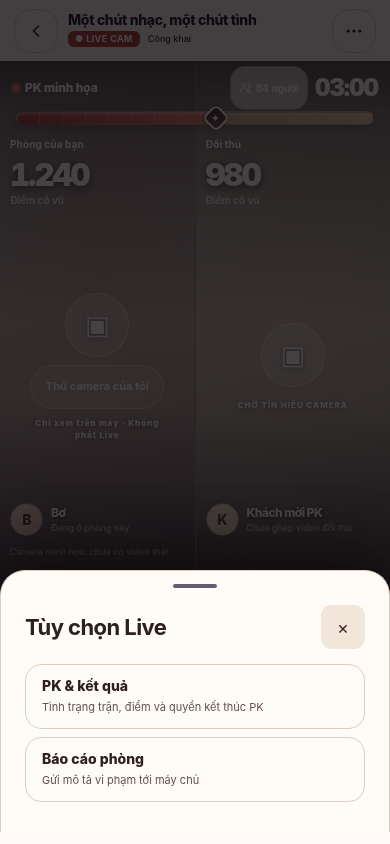 Một chút nhạc, một chút tình
LIVE CAM Công khai
PK minh họa
84 người
03:00
Phòng của bạn
Đối thủ
1.240
980
Điểm cổ vũ
Điểm cổ vũ
Thử camera của tôi
Chỉ xem trên máy · Không
phát Live
CHỜ TÍN HIỆU CAMERA
B
Bơ
Đang ở phòng này
K
Khách mời PK
Chưa ghép video đối thủ
Camera minh họa: chưa có video thật
Tùy chọn Live
×
PK & kết quả
Tình trạng trận, điểm và quyền kết thúc PK
Báo cáo phòng
Gửi mô tả vi phạm tới máy chủ